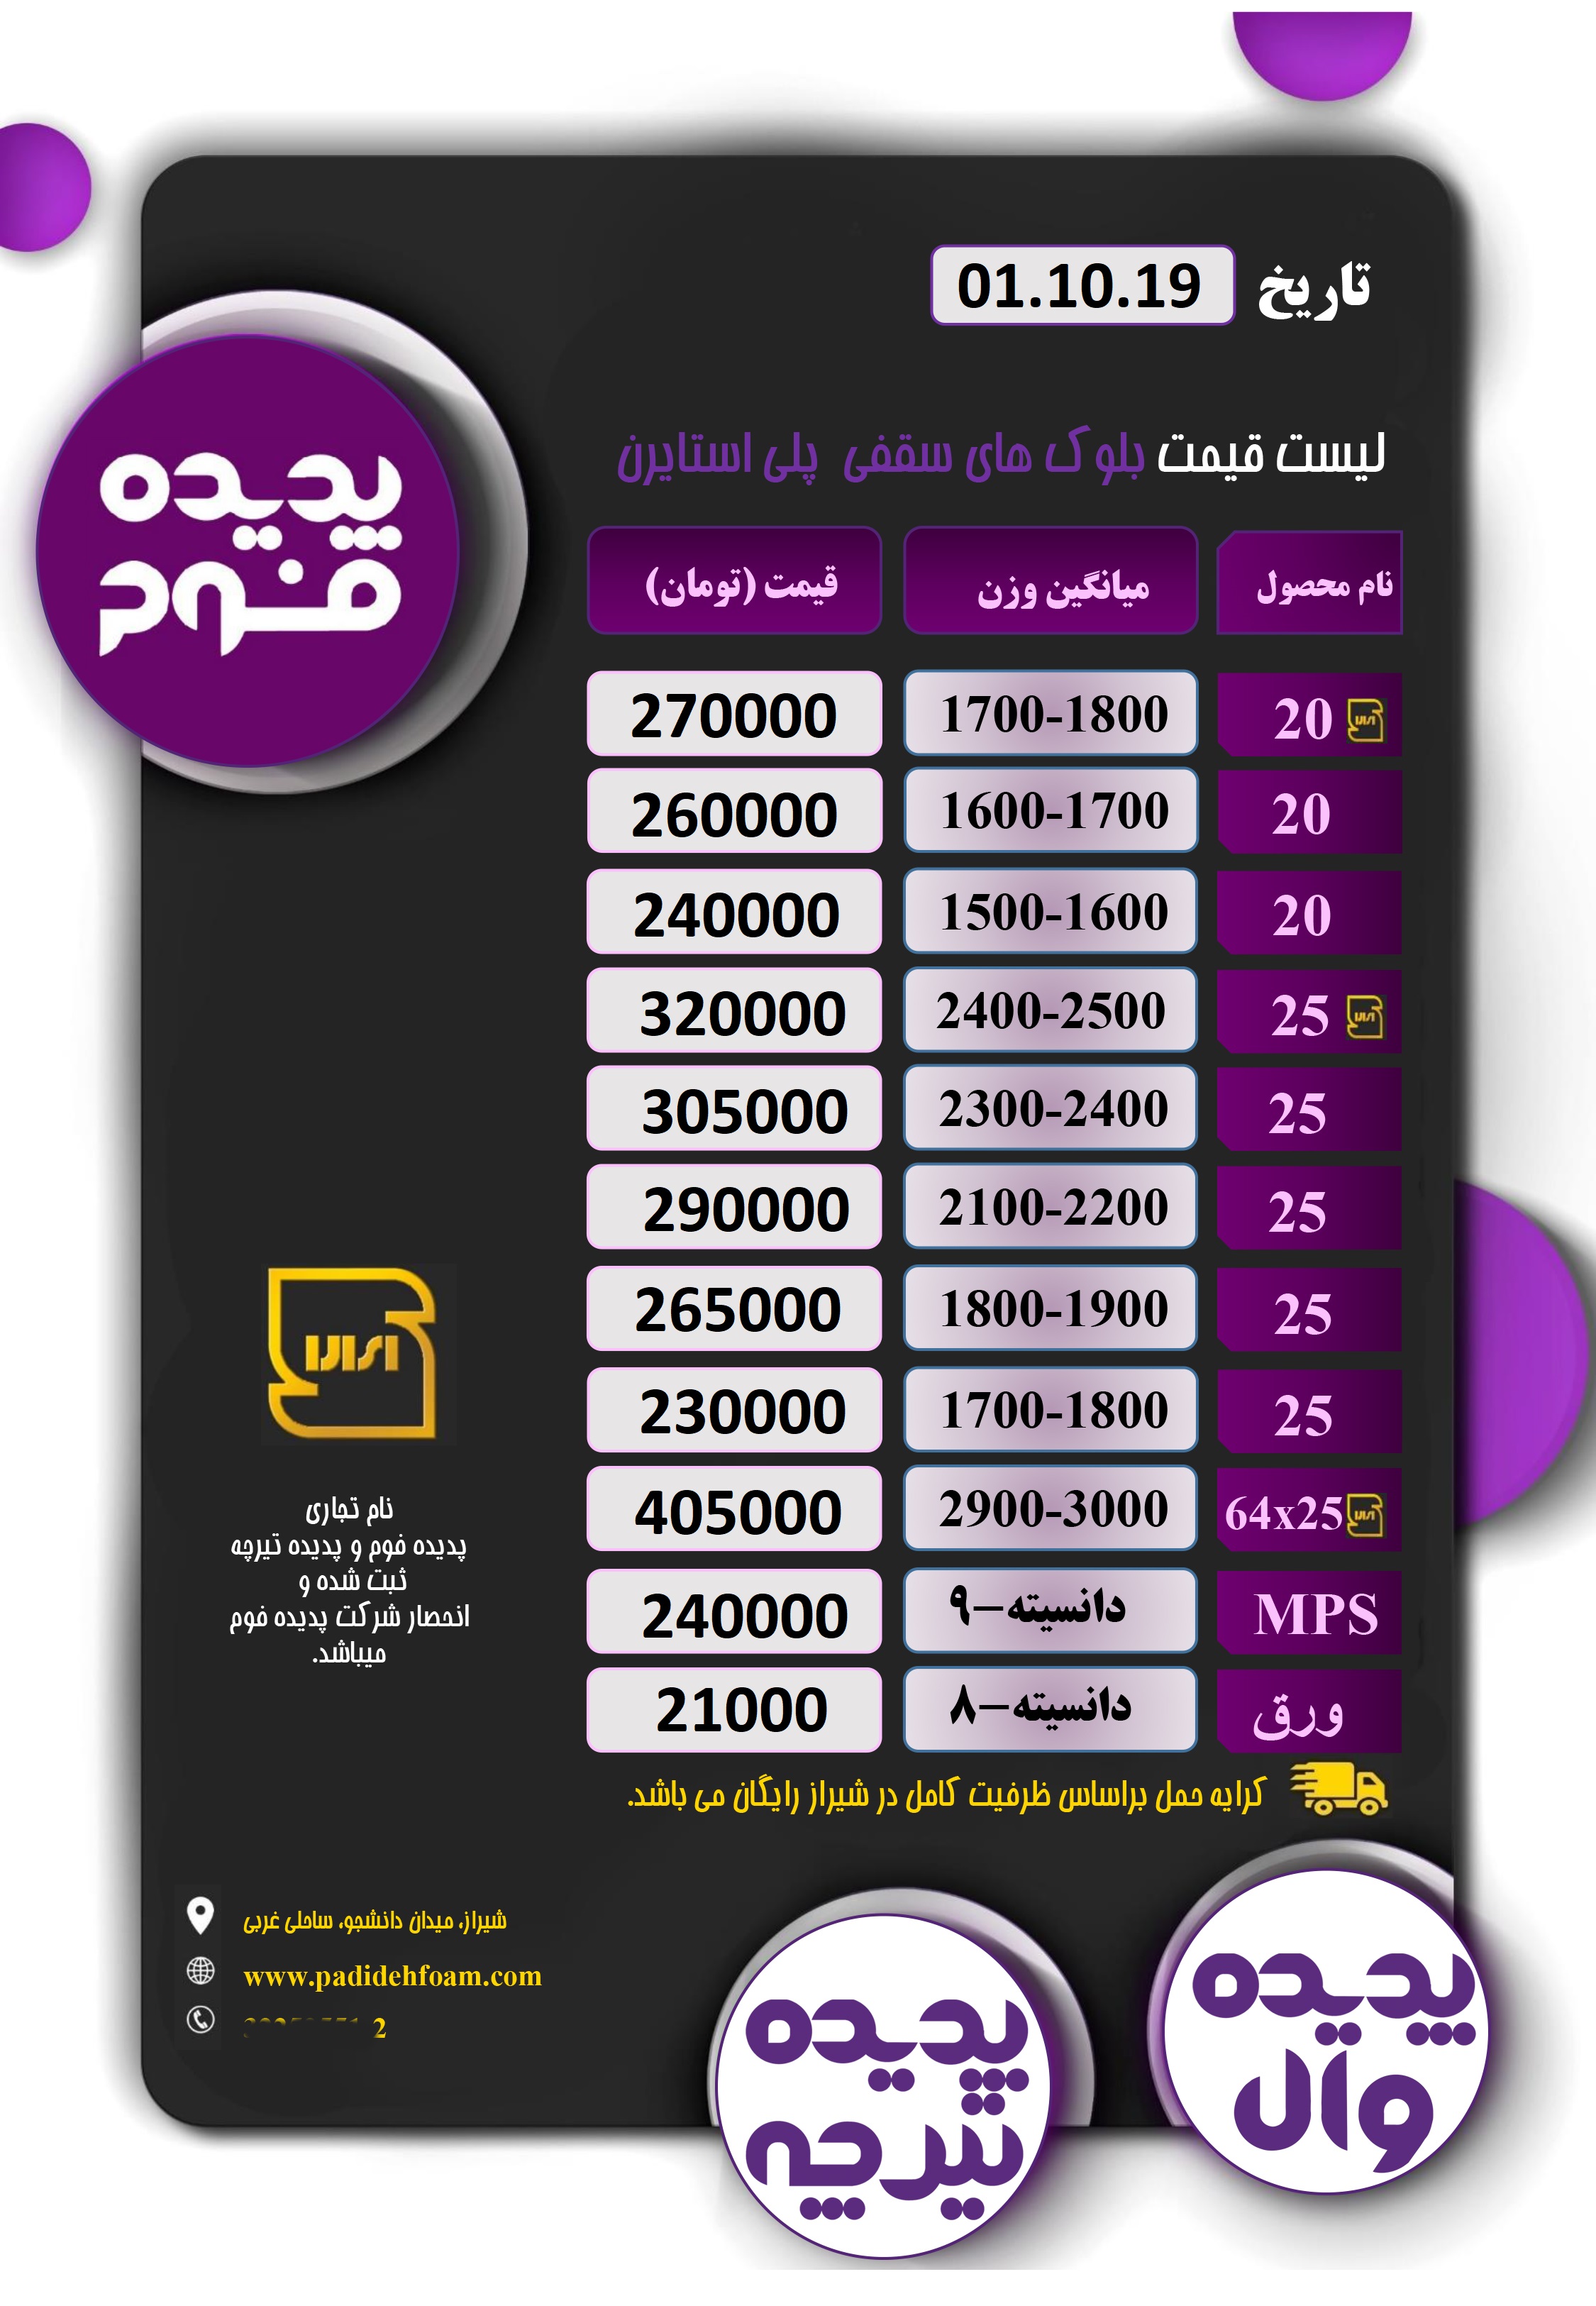 تاریخ 01.10.19
پدیده
فوم
لیست قیمت بلوک های سقفی پلی استایرن
نام محصول میانگین وزن قیمت (تومان)
20 1700-1800 270000
20 1600-1700 260000
20 1500-1600 240000
25 2400-2500 320000
25 2300-2400 305000
25 2100-2200 290000
25 1800-1900 265000
25 1700-1800 230000
64x25 2900-3000 405000
MPS دانسیته-۹ 240000
ورق دانسیته-۸ 21000
نام تجاری
پدیده فوم و پدیده تیرچه
ثبت شده و
انحصار شرکت پدیده فوم
میباشد.
کرایه حمل براساس ظرفیت کامل در شیراز رایگان می باشد.
شیراز، میدان دانشجو، ساحلی غربی
www.padidehfoam.com
2
پدیده
تیرچه
پدیده
وال